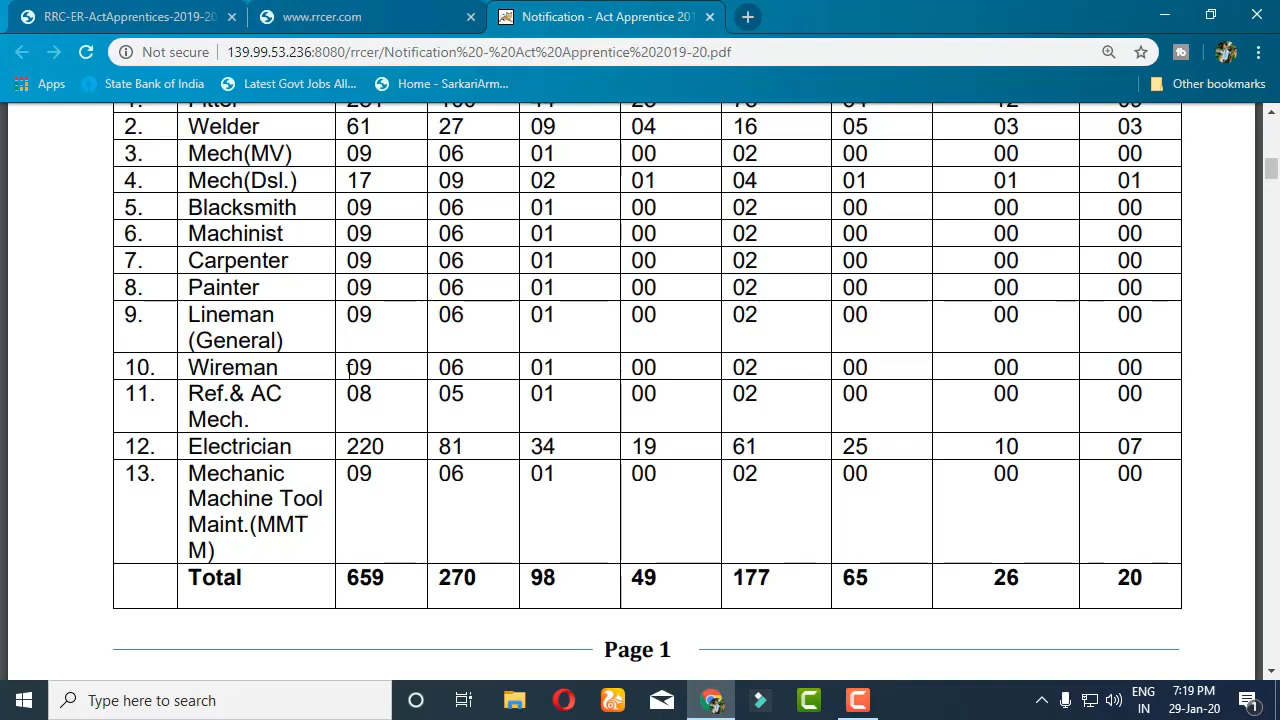 RRC-ER-ActApprentices-2019-20
www.rrcer.com
Notification - Act Apprentice 201
Not secure
139.99.53.236:8080/rrcer/Notification%20-%20Act%20Apprentice%202019-20.pdf
Apps
State Bank of India
Latest Govt Jobs All...
Home - SarkariArm...
Other bookmarks
2. Welder 61 27 09 04 16 05 03 03
3. Mech(MV) 09 06 01 00 02 00 00 00
4. Mech(Dsl.) 17 09 02 01 04 01 01 01
5. Blacksmith 09 06 01 00 02 00 00 00
6. Machinist 09 06 01 00 02 00 00 00
7. Carpenter 09 06 01 00 02 00 00 00
8. Painter 09 06 01 00 02 00 00 00
9. Lineman 09 06 01 00 02 00 00 00
(General)
10. Wireman 09 06 01 00 02 00 00 00
11. Ref.& AC 08 05 01 00 02 00 00 00
Mech.
12. Electrician 220 81 34 19 61 25 10 07
13. Mechanic 09 06 01 00 02 00 00 00
Machine Tool
Maint.(MMT
M)
Total 659 270 98 49 177 65 26 20
Page 1
Type here to search
ENG
IN
7:19 PM
29-Jan-20
1